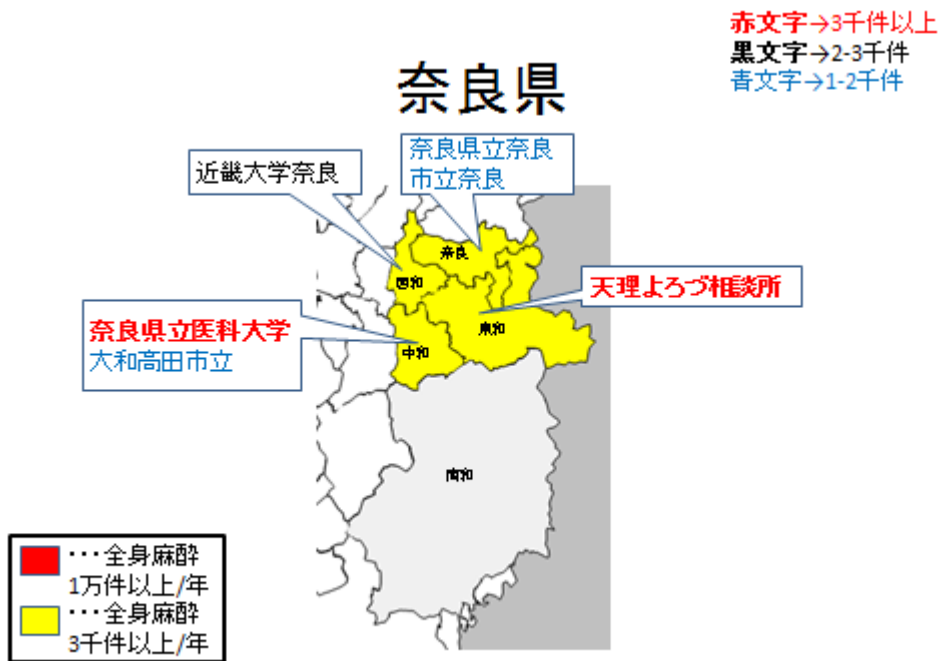 赤文字→3千件以上
黒文字→2-3千件
青文字→1-2千件
奈良県
近畿大学奈良
奈良県立奈良
市立奈良
奈良
西和
天理よろづ相談所
東和
奈良県立医科大学
大和高田市立
中和
南和
…全身麻酔
1万件以上/年
…全身麻酔
3千件以上/年